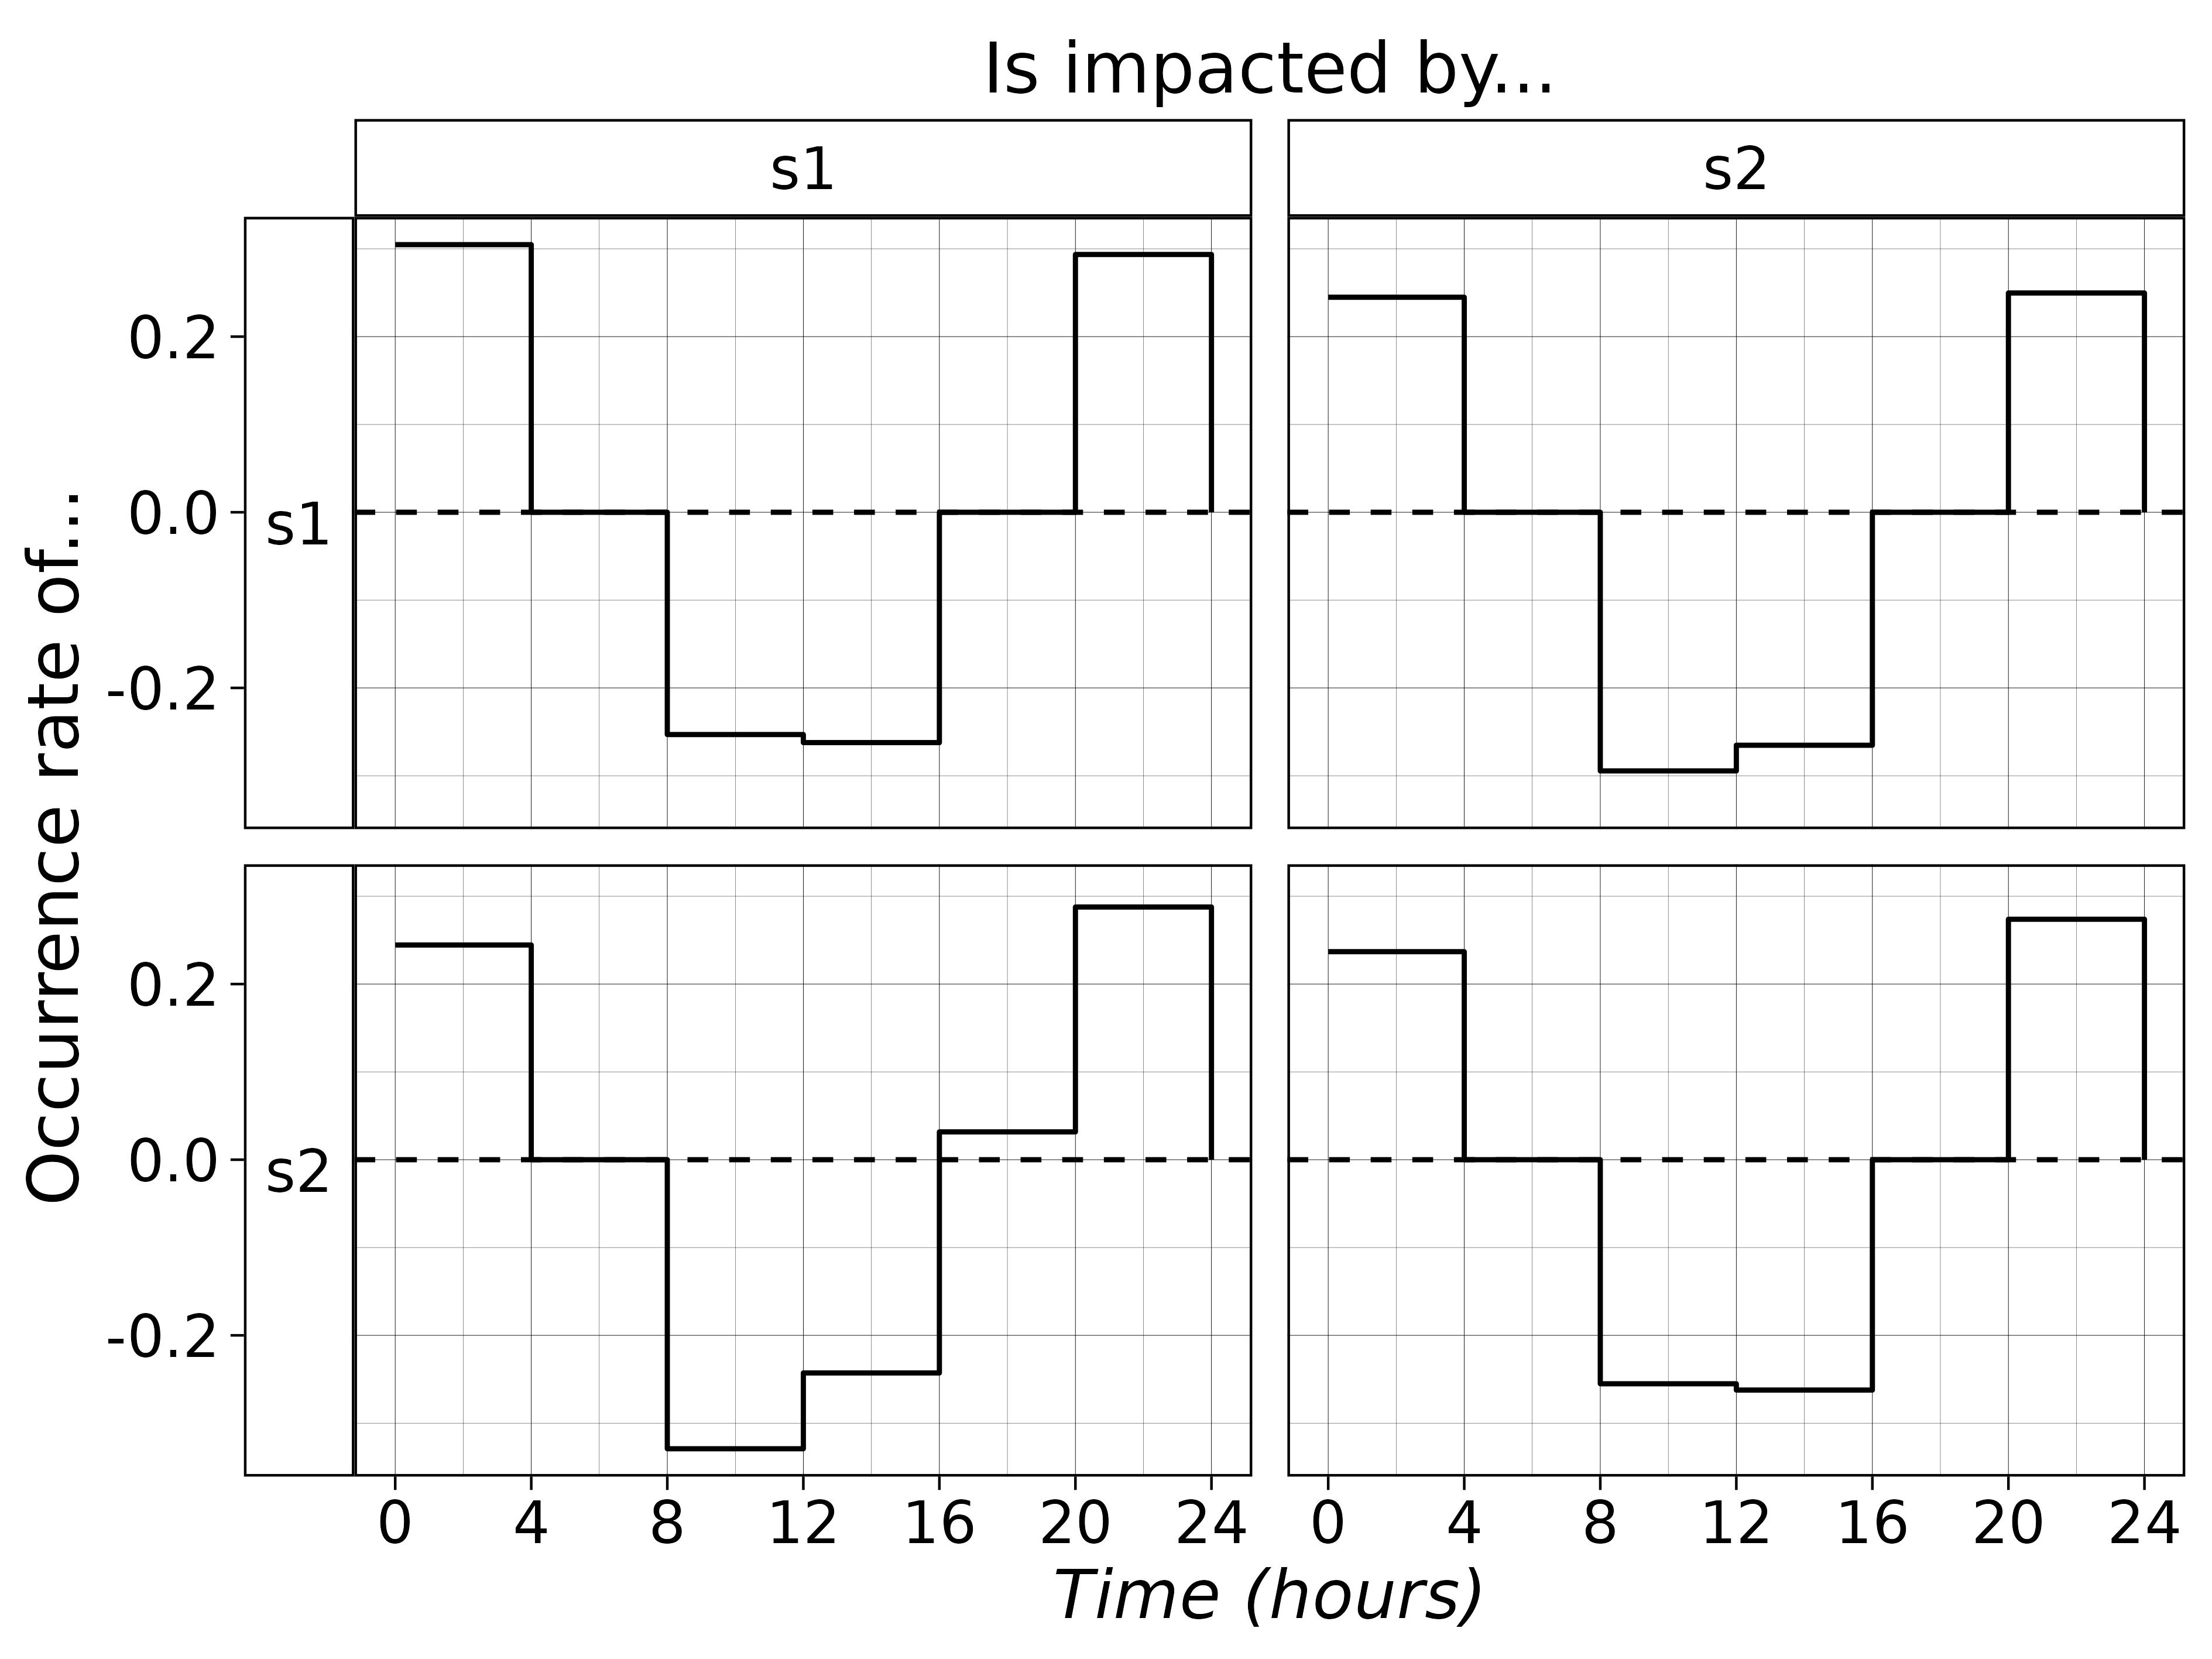 Is impacted by...
s1 s2
Occurrence rate of...
s1
0.2
0.0
-0.2
s2
0.2
0.0
-0.2
0 4 8 12 16 20 24 0 4 8 12 16 20 24
Time (hours)